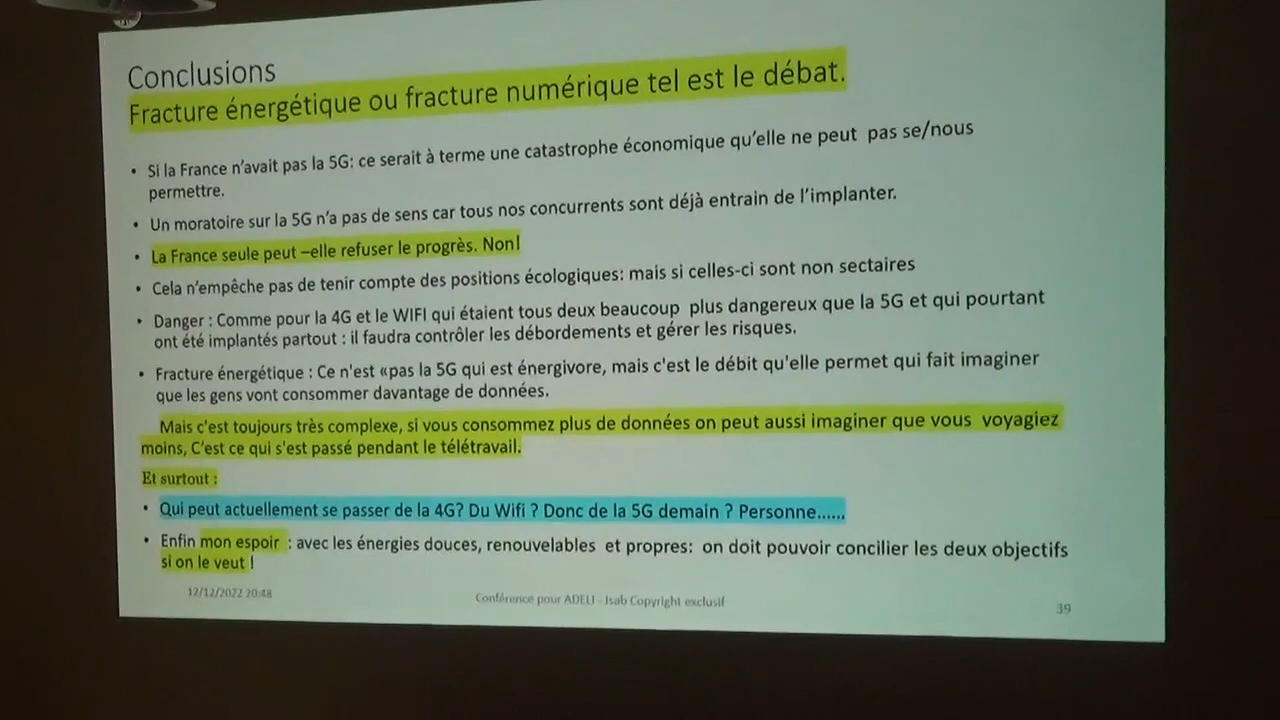 Conclusions
Fracture énergétique ou fracture numérique tel est le débat.
• Si la France n'avait pas la 5G: ce serait à terme une catastrophe économique qu'elle ne peut pas se/nous
permettre.
• Un moratoire sur la 5G n'a pas de sens car tous nos concurrents sont déjà entrain de l'implanter.
• La France seule peut –elle refuser le progrès. Non!
• Cela n'empêche pas de tenir compte des positions écologiques: mais si celles-ci sont non sectaires
• Danger : Comme pour la 4G et le WIFI qui étaient tous deux beaucoup plus dangereux que la 5G et qui pourtant
ont été implantés partout : il faudra contrôler les débordements et gérer les risques.
• Fracture énergétique : Ce n'est «pas la 5G qui est énergivore, mais c'est le débit qu'elle permet qui fait imaginer
que les gens vont consommer davantage de données.
Mais c'est toujours très complexe, si vous consommez plus de données on peut aussi imaginer que vous voyagiez
moins, C'est ce qui s'est passé pendant le télétravail.
Et surtout :
• Qui peut actuellement se passer de la 4G? Du Wifi ? Donc de la 5G demain ? Personne......
• Enfin mon espoir : avec les énergies douces, renouvelables et propres: on doit pouvoir concilier les deux objectifs
si on le veut !
12/12/2022 20:48
Conférence pour ADELI - Isab Copyright exclusif
39